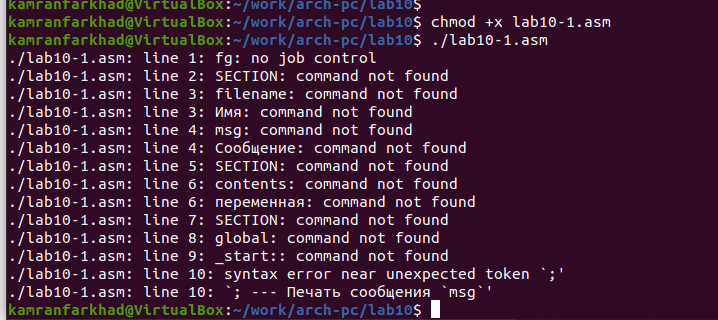 kamranfarkhad@VirtualBox:~/work/arch-pc/lab10$
kamranfarkhad@VirtualBox:~/work/arch-pc/lab10$ chmod +x lab10-1.asm
kamranfarkhad@VirtualBox:~/work/arch-pc/lab10$ ./lab10-1.asm
./lab10-1.asm: line 1: fg: no job control
./lab10-1.asm: line 2: SECTION: command not found
./lab10-1.asm: line 3: filename: command not found
./lab10-1.asm: line 3: Имя: command not found
./lab10-1.asm: line 4: msg: command not found
./lab10-1.asm: line 4: Сообщение: command not found
./lab10-1.asm: line 5: SECTION: command not found
./lab10-1.asm: line 6: contents: command not found
./lab10-1.asm: line 6: переменная: command not found
./lab10-1.asm: line 7: SECTION: command not found
./lab10-1.asm: line 8: global: command not found
./lab10-1.asm: line 9: _start:: command not found
./lab10-1.asm: line 10: syntax error near unexpected token `;'
./lab10-1.asm: line 10: `; --- Печать сообщения `msg`'
kamranfarkhad@VirtualBox:~/work/arch-pc/lab10$